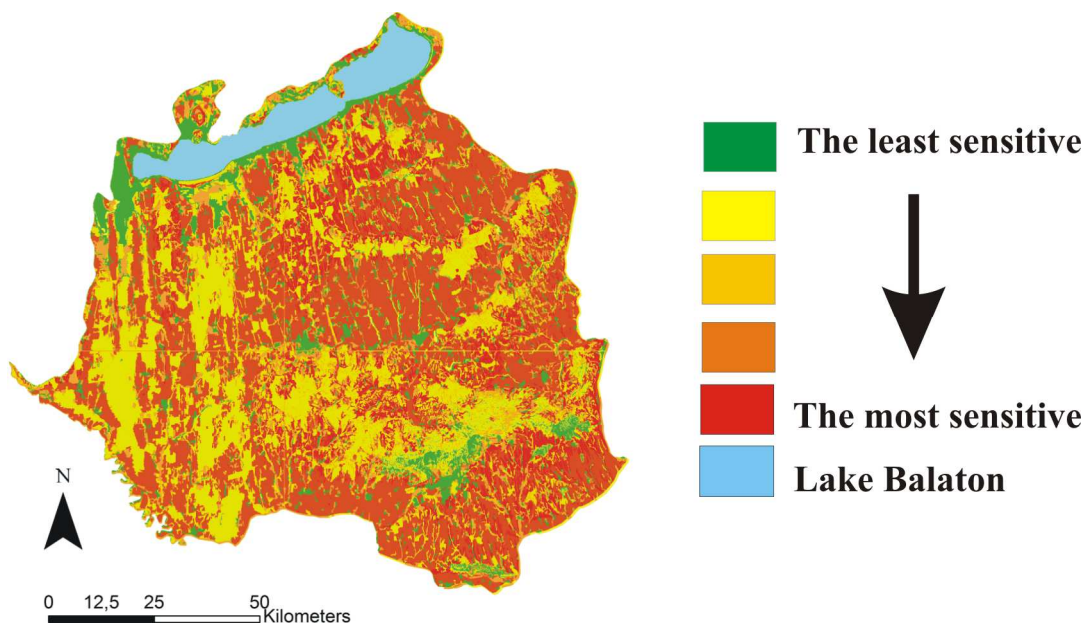 The least sensitive
The most sensitive
Lake Balaton
N
0 12,5 25 50
Kilometers